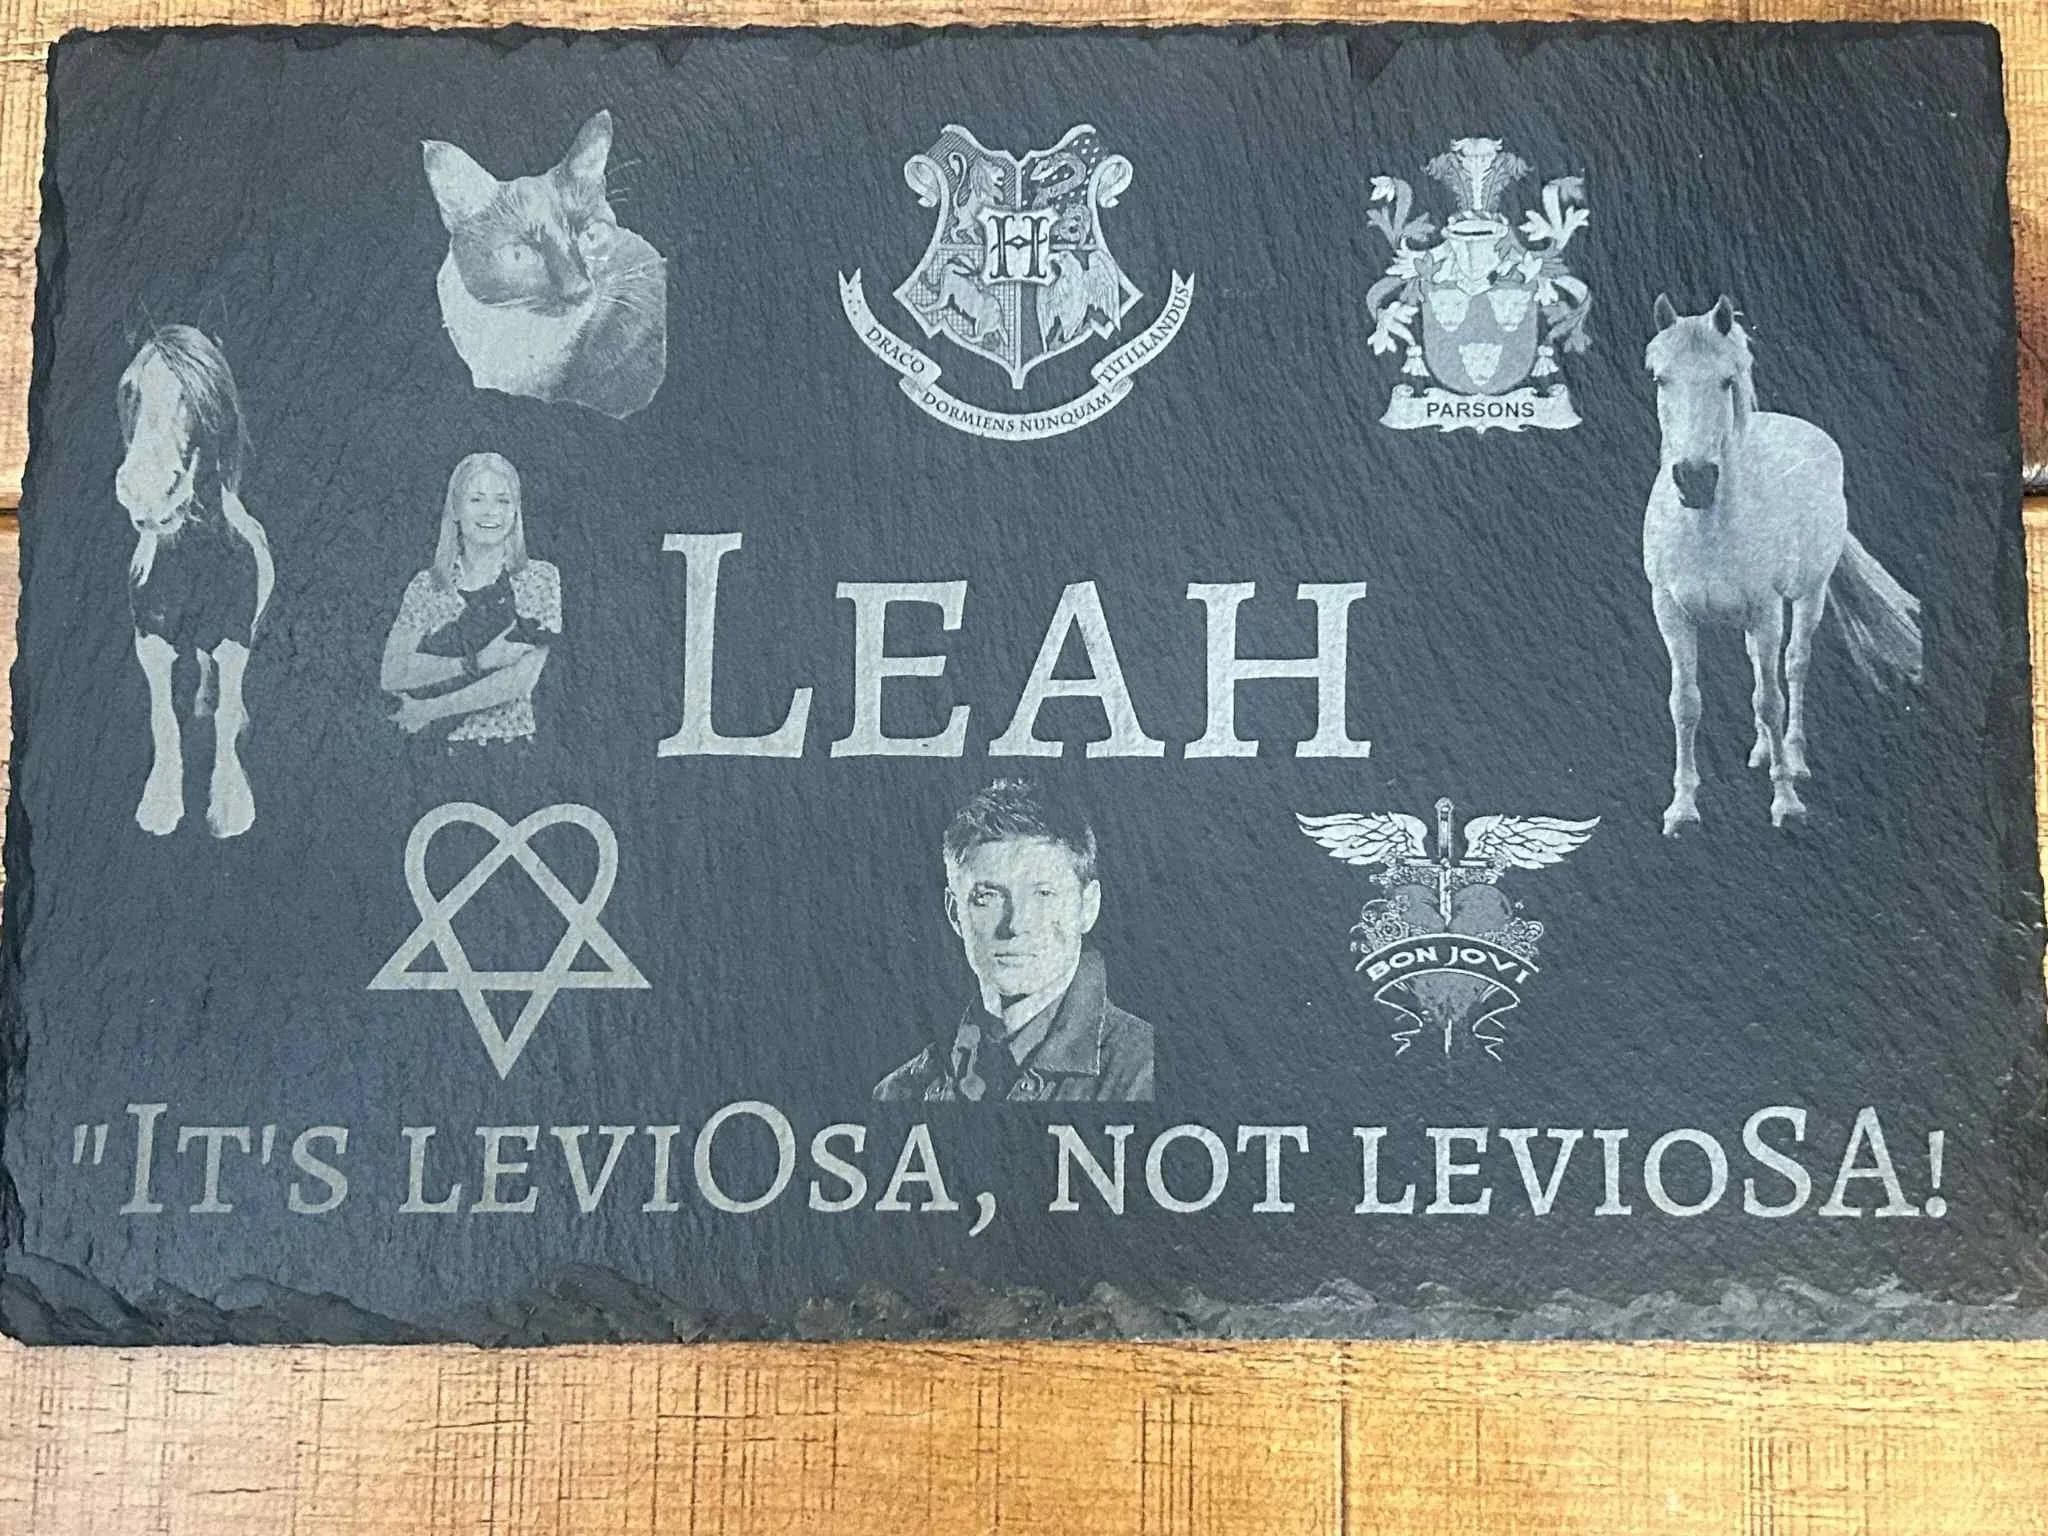 H
DRACO DORMIENS NUNQUAM TITILLANDUS
PARSONS
LEAH
BON JOVI
"IT'S LEVIOSA, NOT LEVIOSA!